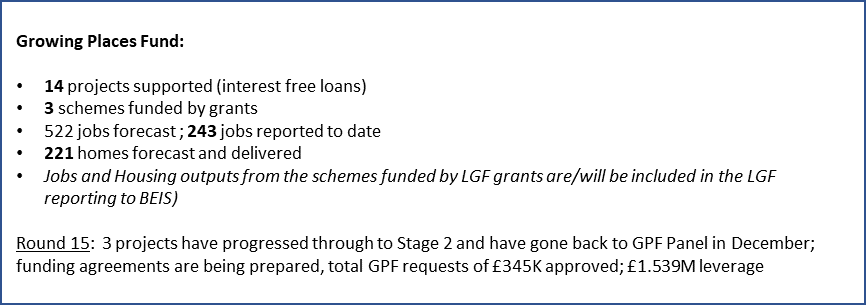 Growing Places Fund:
• 14 projects supported (interest free loans)
• 3 schemes funded by grants
• 522 jobs forecast ; 243 jobs reported to date
• 221 homes forecast and delivered
• Jobs and Housing outputs from the schemes funded by LGF grants are/will be included in the LGF
reporting to BEIS)
Round 15: 3 projects have progressed through to Stage 2 and have gone back to GPF Panel in December;
funding agreements are being prepared, total GPF requests of £345K approved; £1.539M leverage